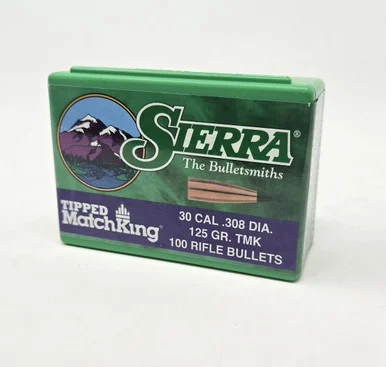 SIERRA®
The Bulletsmiths
TIPPED
MatchKing®
30 CAL .308 DIA.
125 GR. TMK
100 RIFLE BULLETS